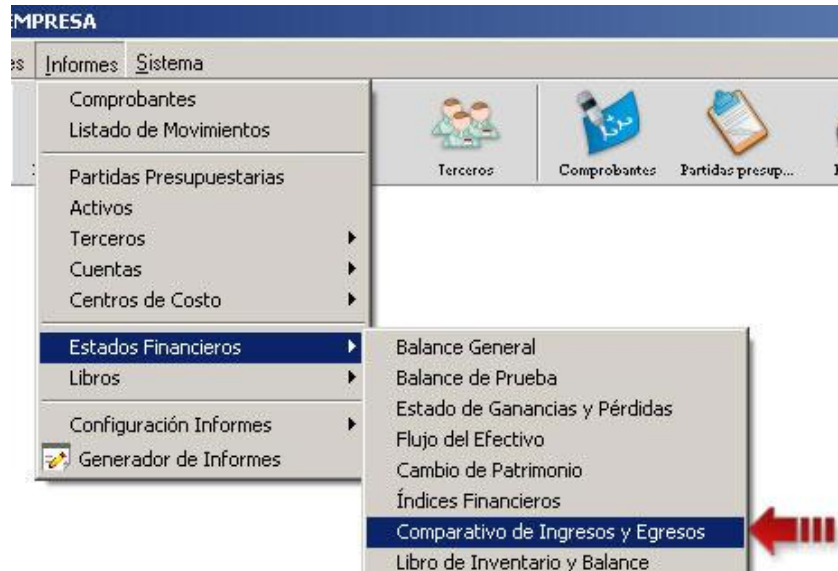 EMPRESA
es Informes Sistema
Comprobantes
Listado de Movimientos
Partidas Presupuestarias
Activos
Terceros
Cuentas
Centros de Costo
Estados Financieros
Libros
Configuración Informes
Generador de Informes
Terceros Comprobantes Partidas presup...
Balance General
Balance de Prueba
Estado de Ganancias y Pérdidas
Flujo del Efectivo
Cambio de Patrimonio
Índices Financieros
Comparativo de Ingresos y Egresos
Libro de Inventario y Balance